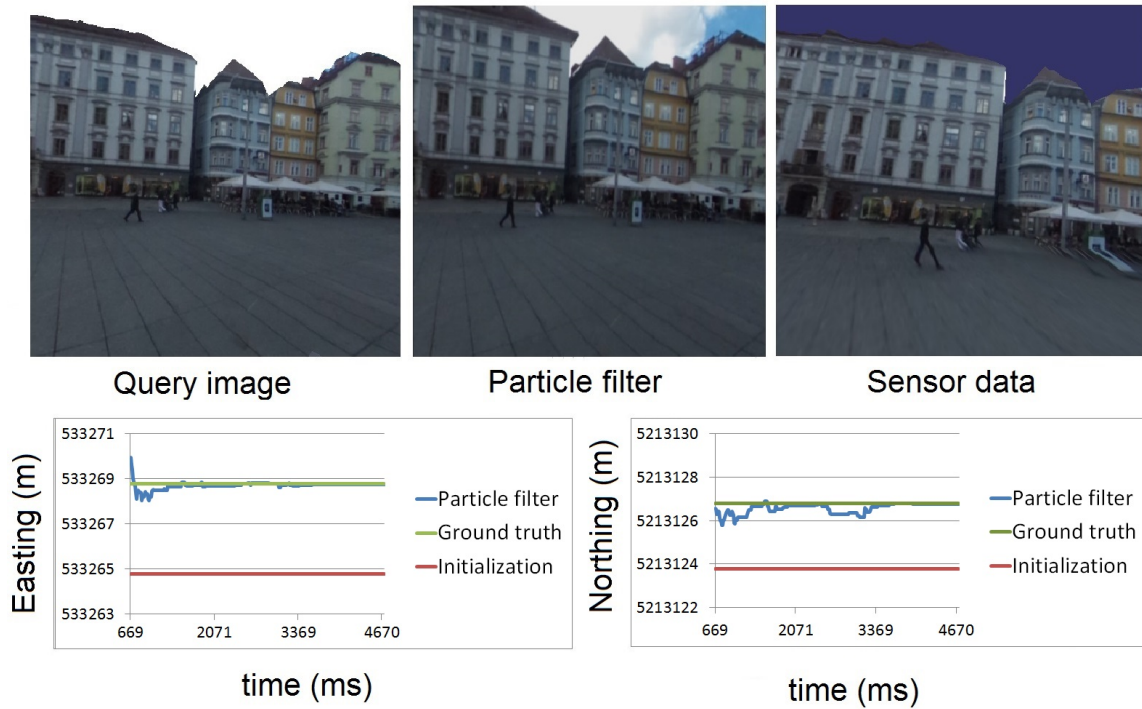 Query image
Particle filter
Sensor data
Easting (m)
533271
533269
533267
533265
533263
669
2071
3369
4670
Particle filter
Ground truth
Initialization
time (ms)
Northing (m)
5213130
5213128
5213126
5213124
5213122
669
2071
3369
4670
Particle filter
Ground truth
Initialization
time (ms)